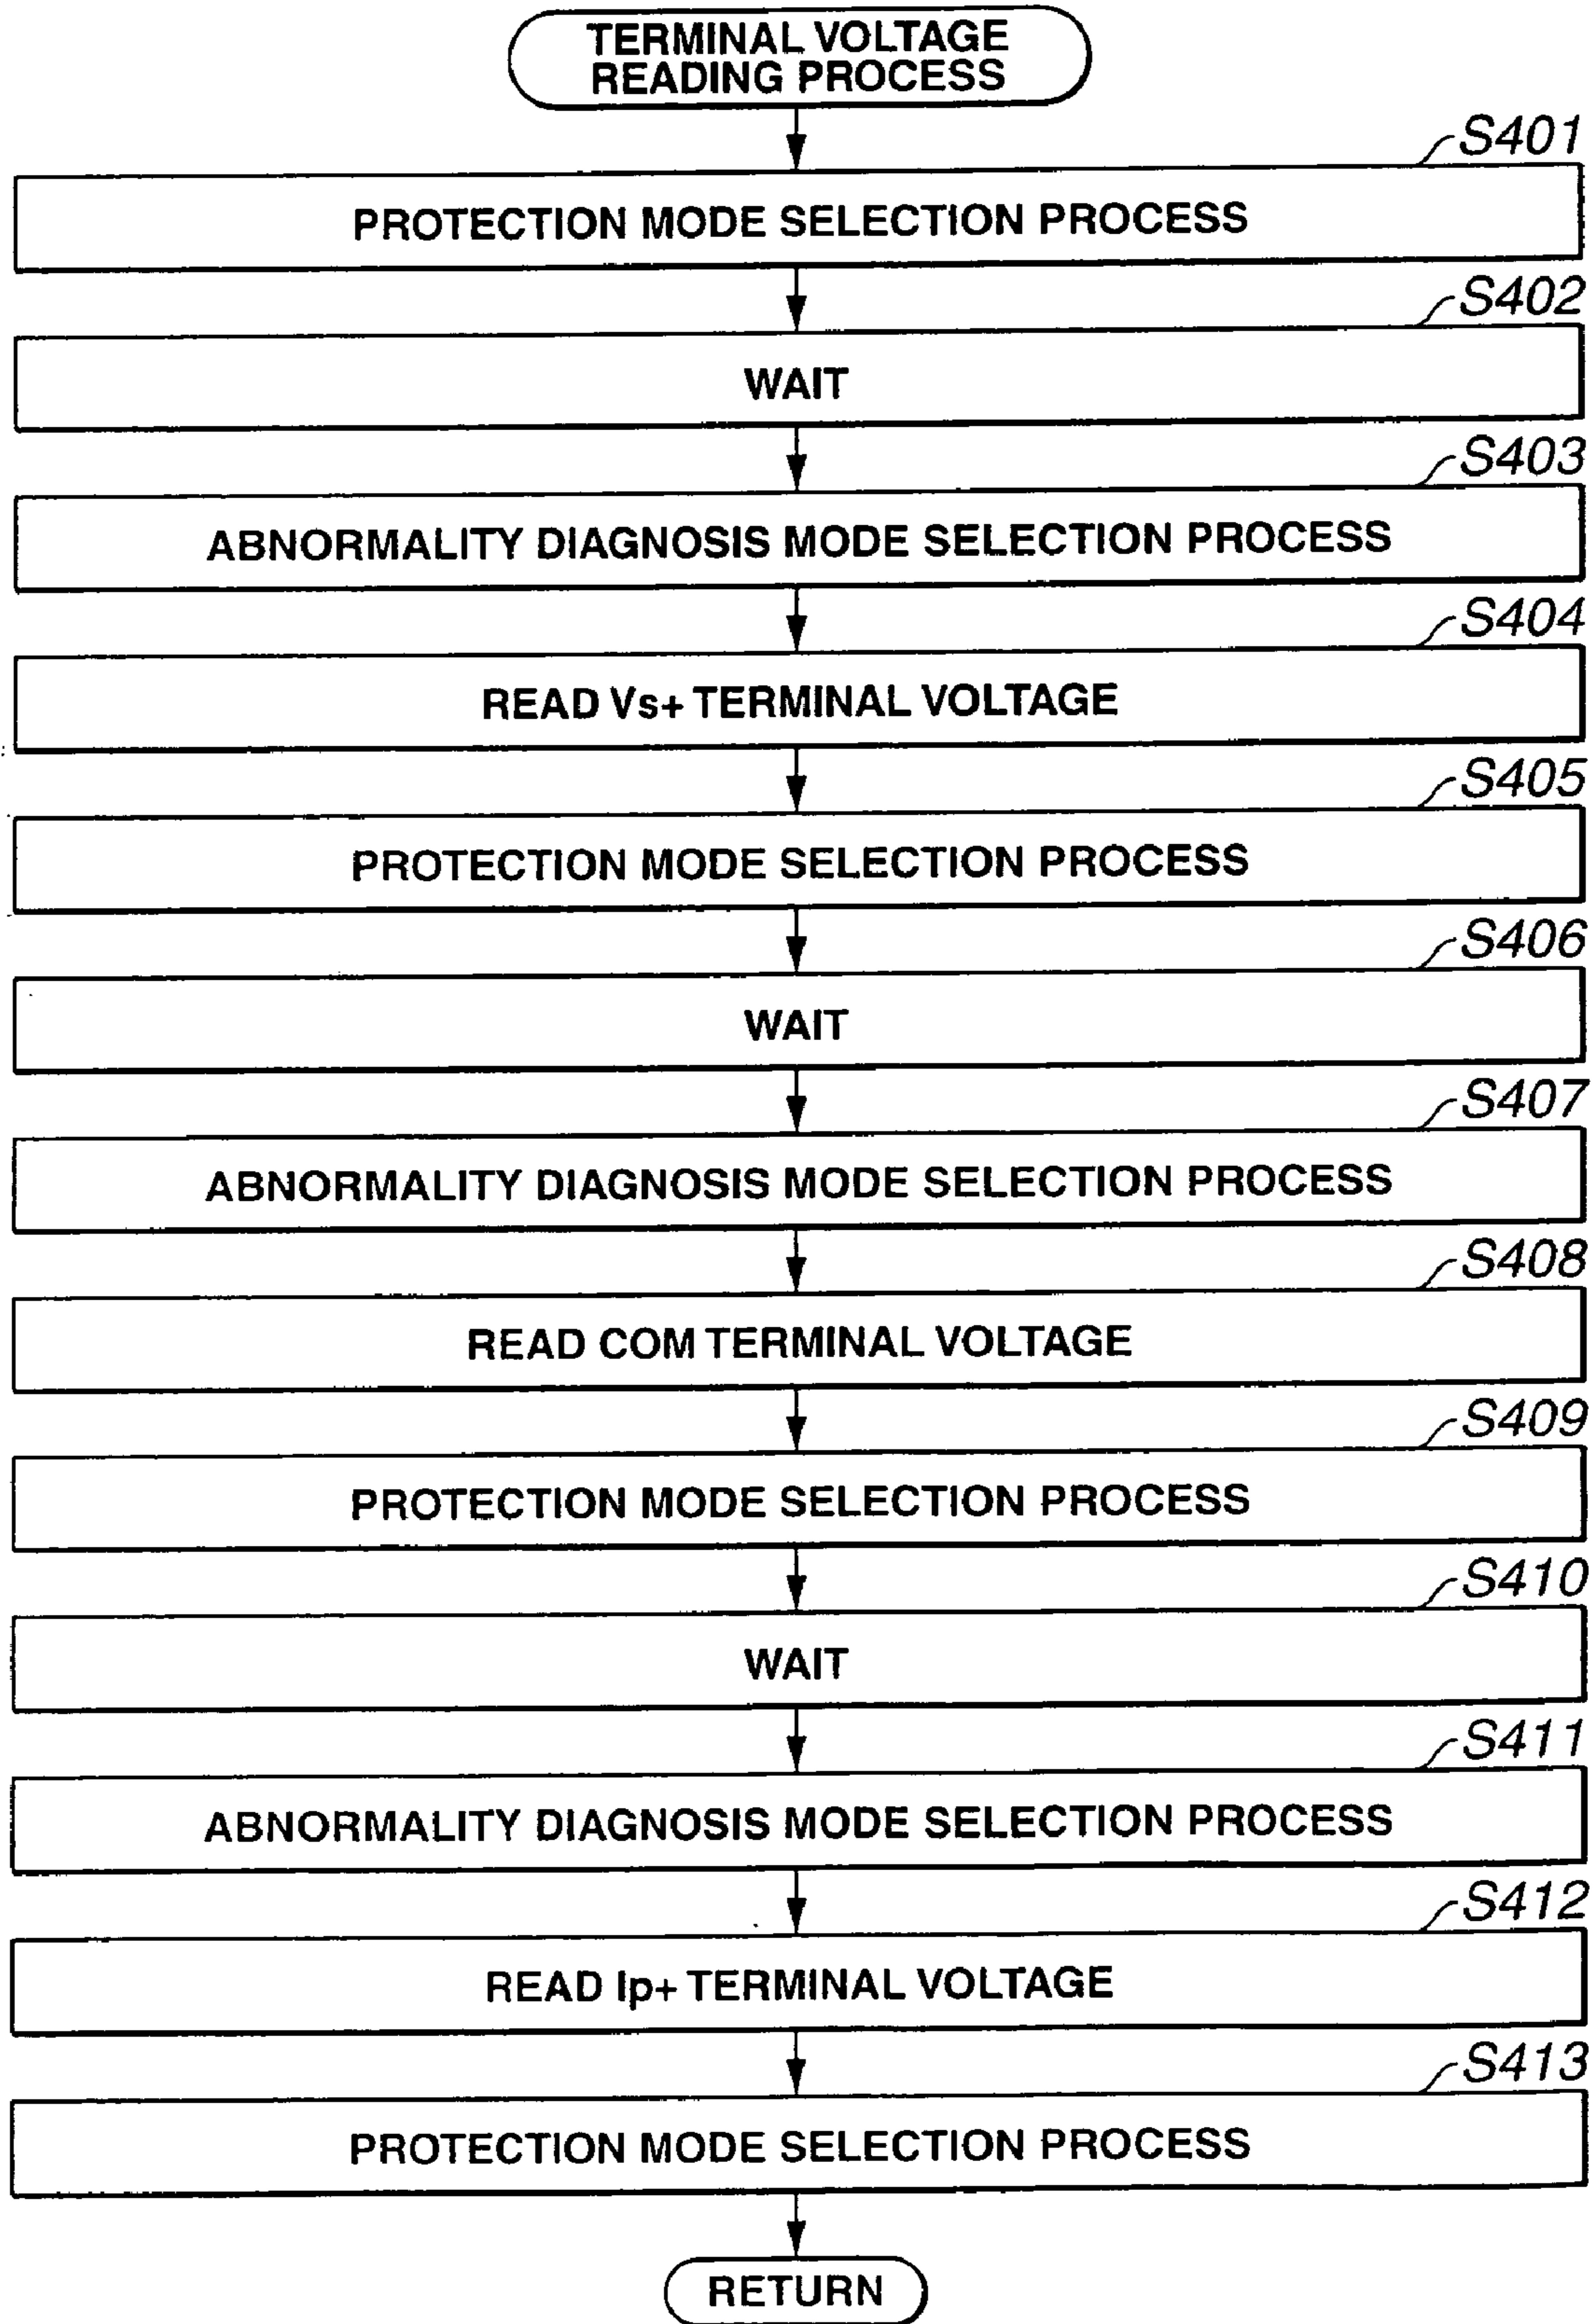 TERMINAL VOLTAGE
READING PROCESS
S401
PROTECTION MODE SELECTION PROCESS
S402
WAIT
S403
ABNORMALITY DIAGNOSIS MODE SELECTION PROCESS
S404
READ Vs+ TERMINAL VOLTAGE
S405
PROTECTION MODE SELECTION PROCESS
S406
WAIT
S407
ABNORMALITY DIAGNOSIS MODE SELECTION PROCESS
S408
READ COM TERMINAL VOLTAGE
S409
PROTECTION MODE SELECTION PROCESS
S410
WAIT
S411
ABNORMALITY DIAGNOSIS MODE SELECTION PROCESS
S412
READ Ip+ TERMINAL VOLTAGE
S413
PROTECTION MODE SELECTION PROCESS
RETURN